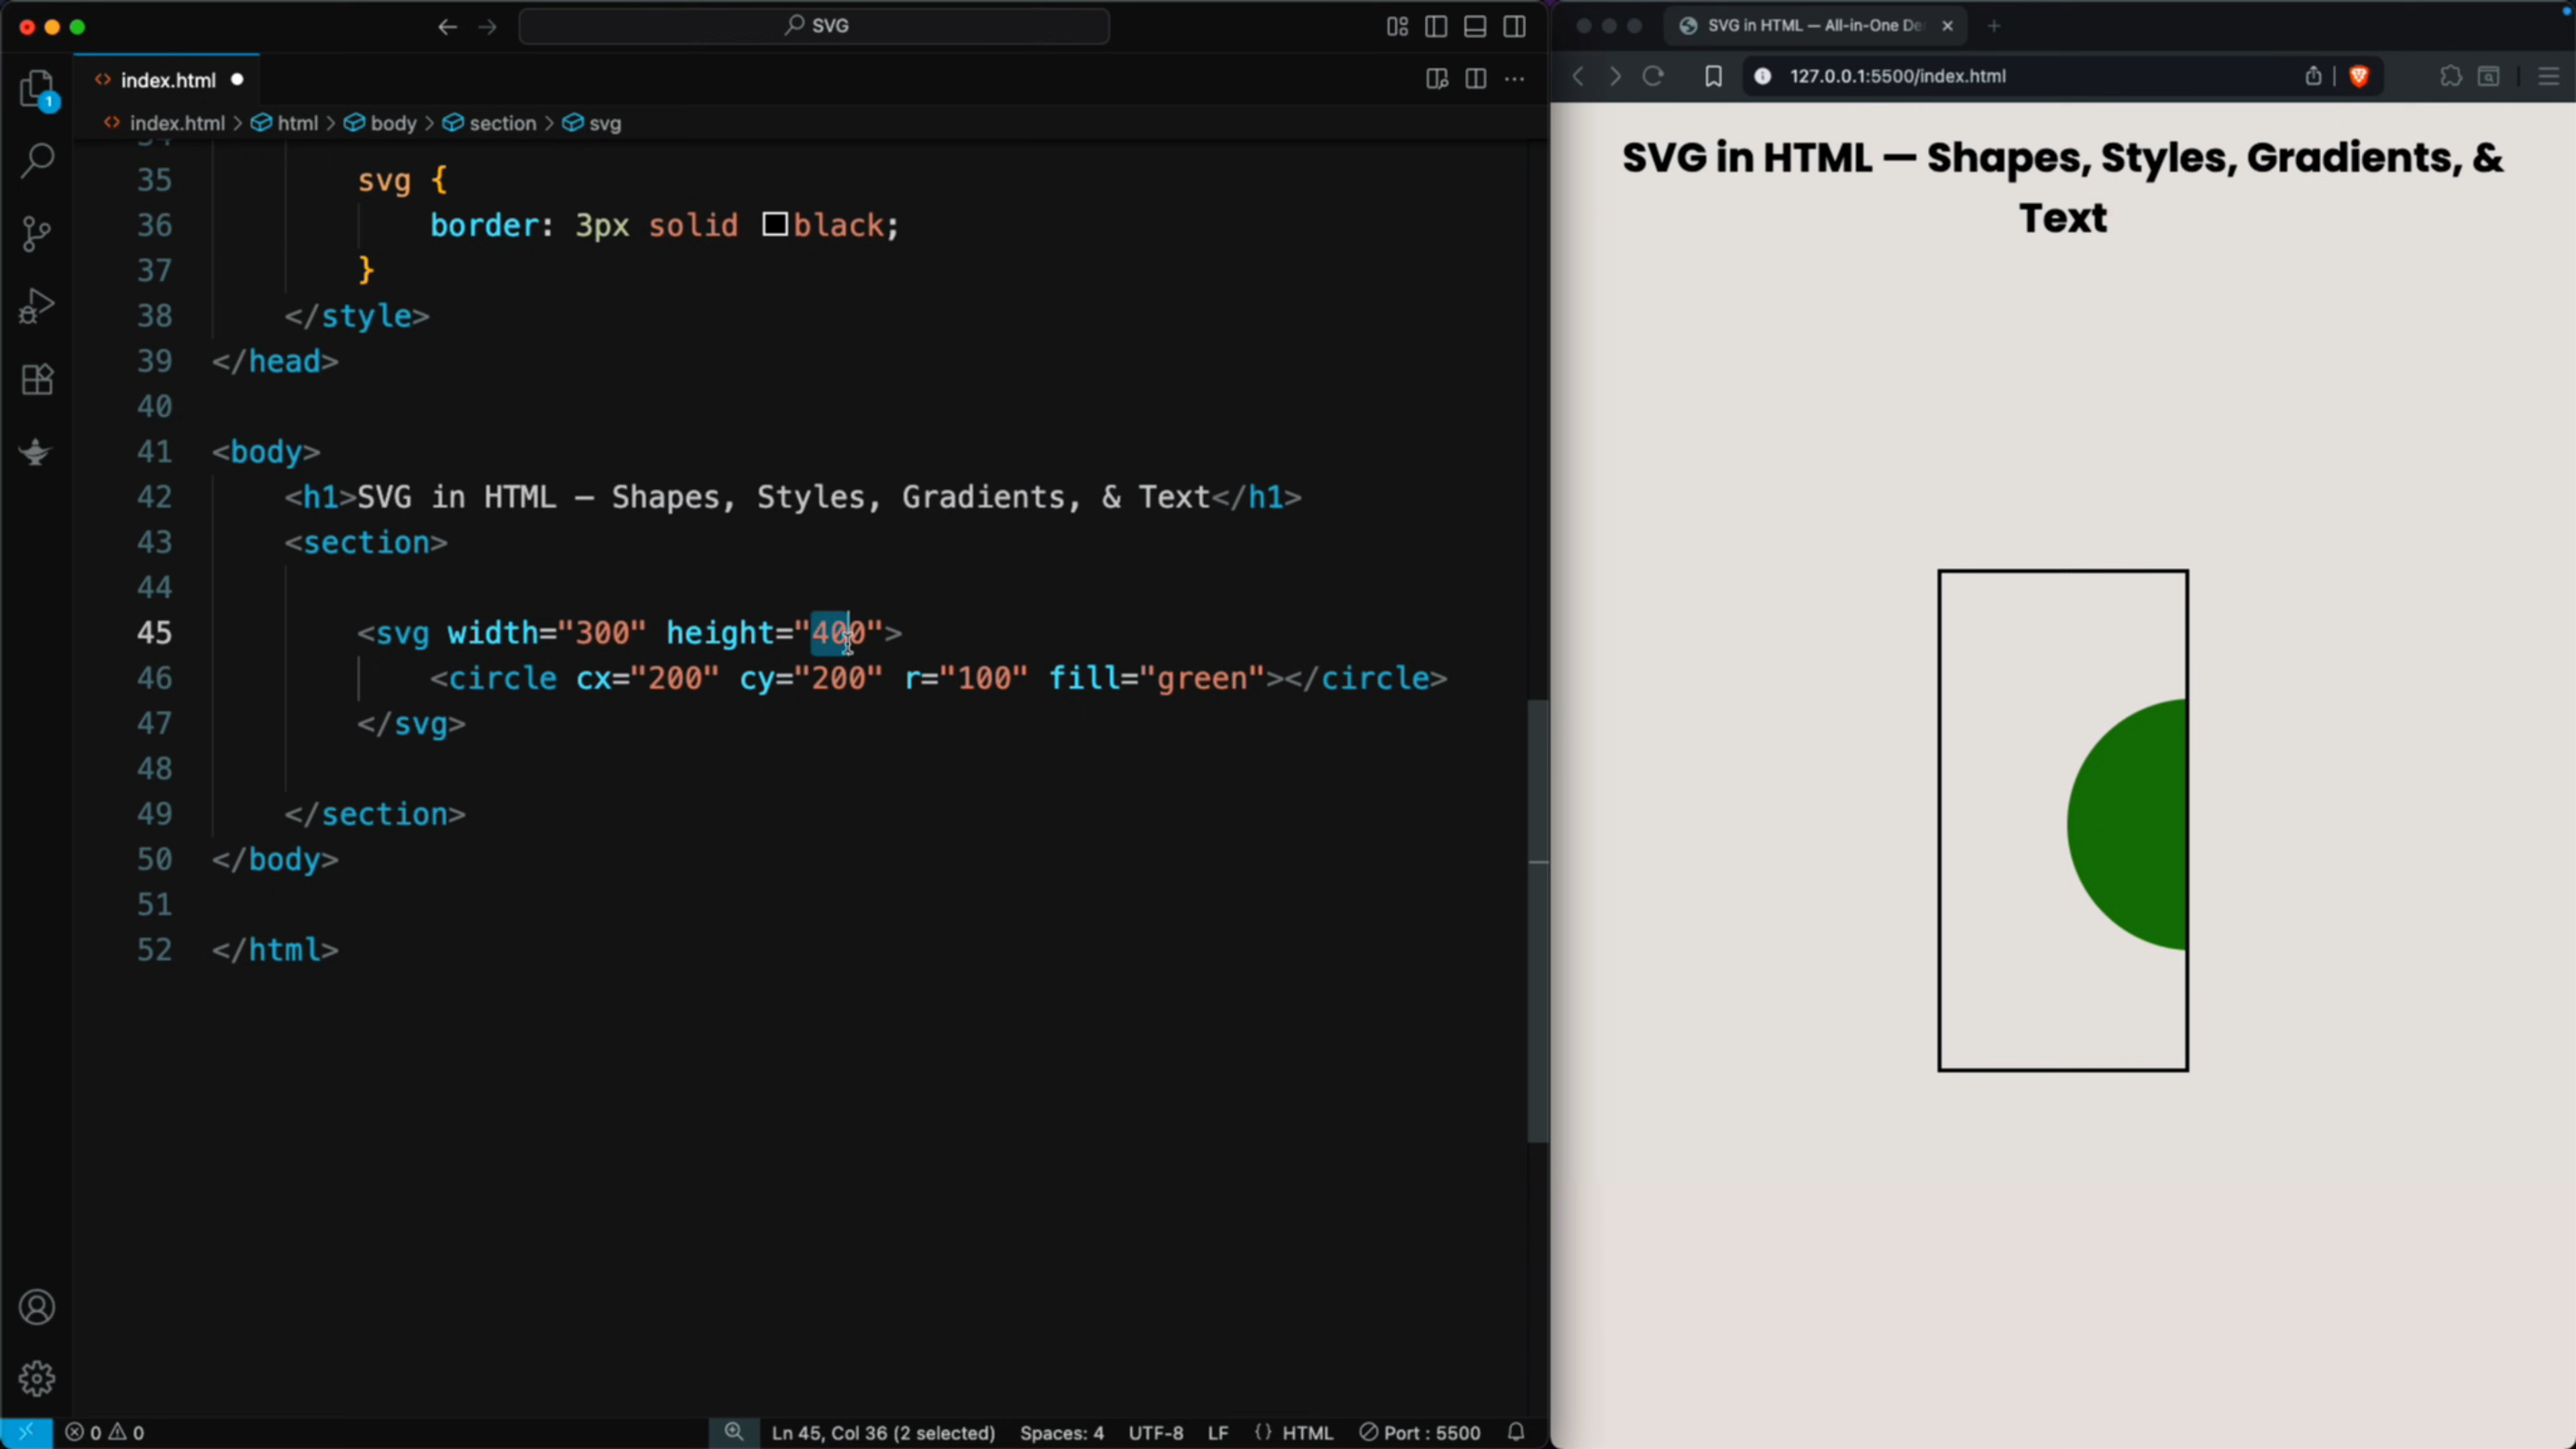 SVG
index.html
index.html > html > body > section > svg
1
34
35 svg {
36 border: 3px solid black;
37 }
38 </style>
39 </head>
40
41 <body>
42 <h1>SVG in HTML — Shapes, Styles, Gradients, & Text</h1>
43 <section>
44
45 <svg width="300" height="400">
46 <circle cx="200" cy="200" r="100" fill="green"></circle>
47 </svg>
48
49 </section>
50 </body>
51
52 </html>
0 0
Ln 45, Col 36 (2 selected) Spaces: 4 UTF-8 LF {} HTML Port : 5500
SVG in HTML — All-in-One De
127.0.0.1:5500/index.html
SVG in HTML — Shapes, Styles, Gradients, &
Text